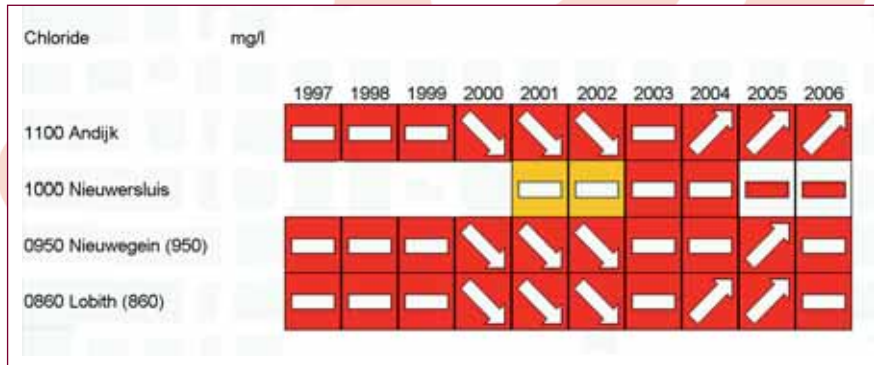 Chloride mg/l
1997 1998 1999 2000 2001 2002 2003 2004 2005 2006
1100 Andijk
1000 Nieuwersluis
0950 Nieuwegein (950)
0860 Lobith (860)